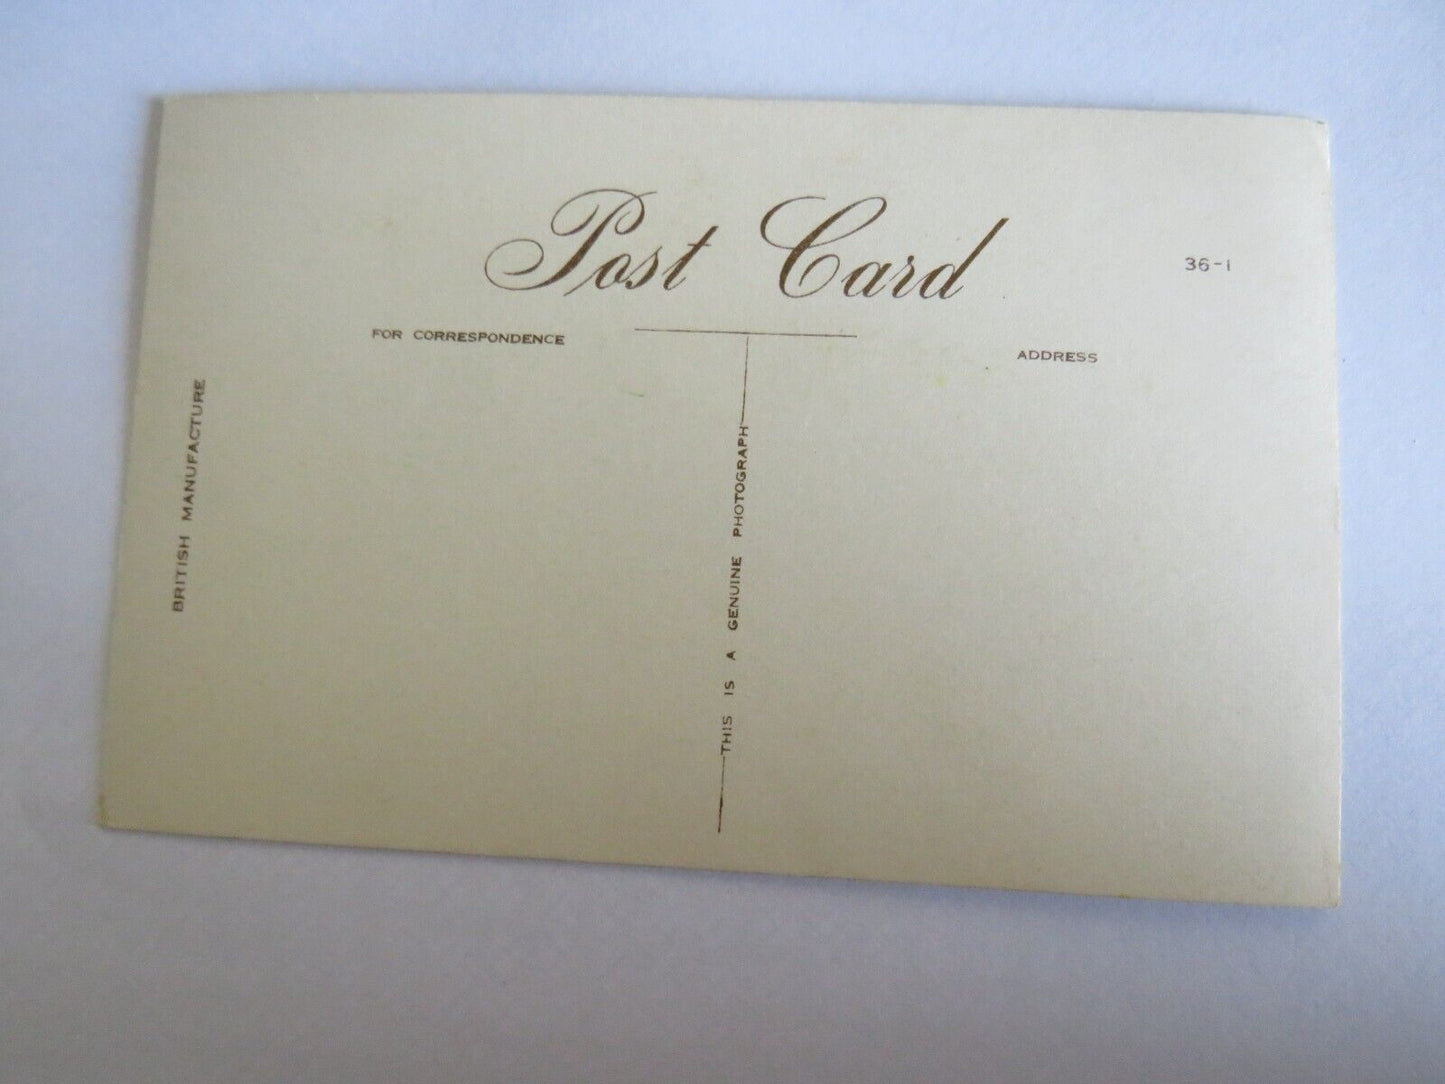 Post Card
36-1
FOR CORRESPONDENCE
ADDRESS
BRITISH MANUFACTURE
THIS IS A GENUINE PHOTOGRAPH